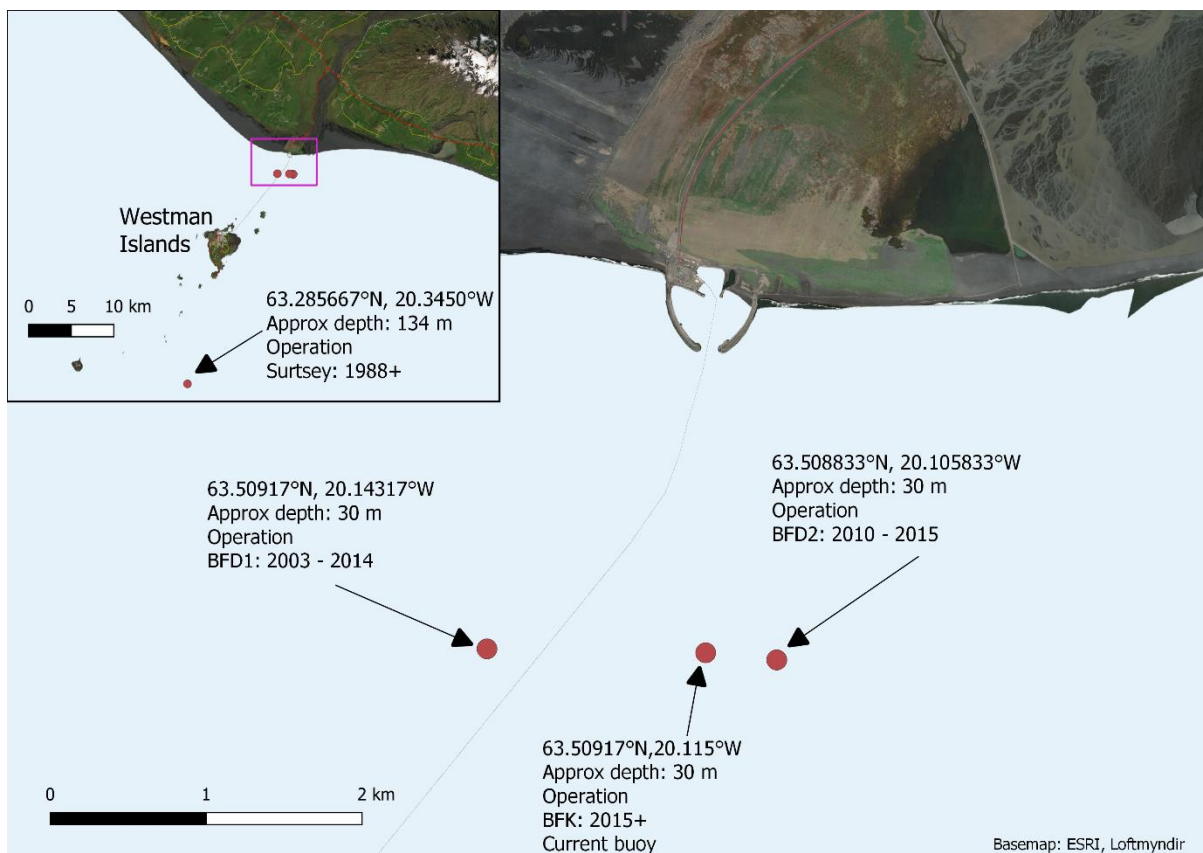 Westman
Islands
0 5 10 km
63.285667°N, 20.3450°W
Approx depth: 134 m
Operation
Surtsey: 1988+
63.50917°N, 20.14317°W
Approx depth: 30 m
Operation
BFD1: 2003 - 2014
63.508833°N, 20.105833°W
Approx depth: 30 m
Operation
BFD2: 2010 - 2015
63.50917°N,20.115°W
Approx depth: 30 m
Operation
BFK: 2015+
Current buoy
0 1 2 km
Basemap: ESRI, Loftmyndir